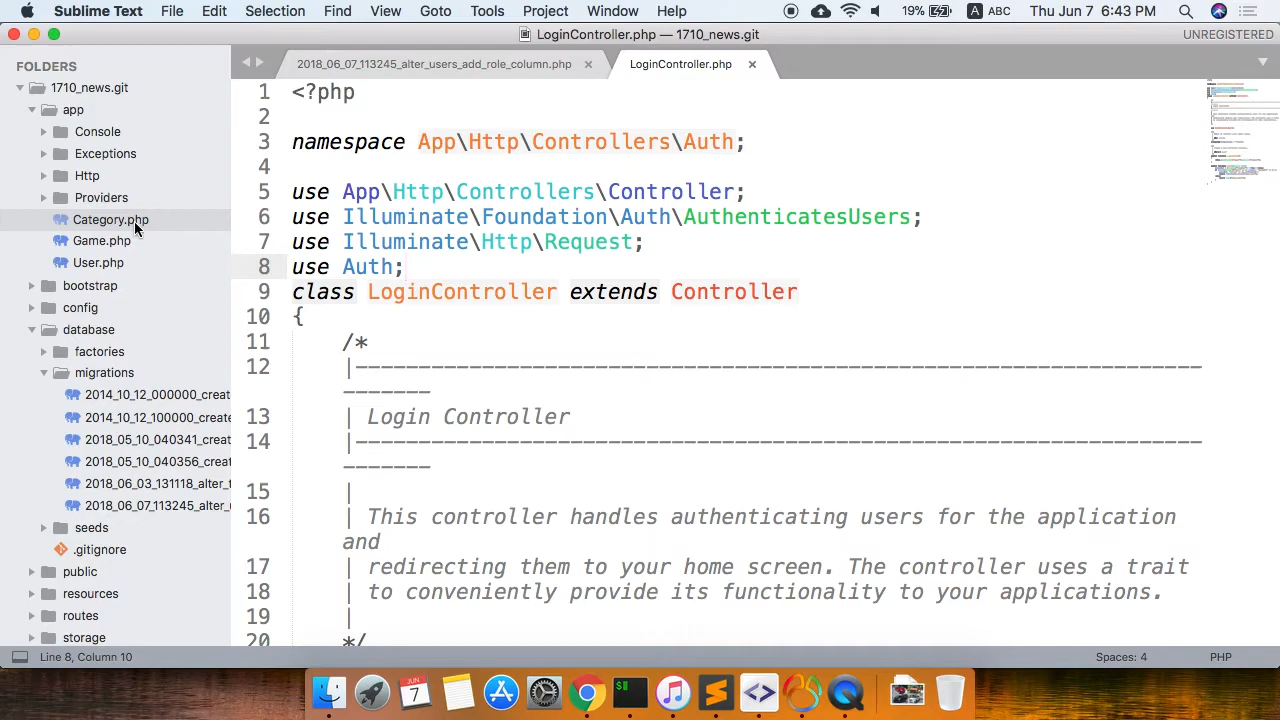 Sublime Text File Edit Selection Find View Goto Tools Project Window Help 19% A ABC Thu Jun 7 6:43 PM
LoginController.php — 1710_news.git UNREGISTERED
FOLDERS
1710_news.git
app
Console
Exceptions
Http
Providers
Category.php
Game.php
User.php
bootstrap
config
database
factories
migrations
2014_10_12_000000_creat
2014_10_12_100000_create
2018_05_10_040341_creat
2018_05_10_040356_creat
2018_06_03_131118_alter_
2018_06_07_113245_alter_
seeds
.gitignore
public
resources
routes
storage
2018_06_07_113245_alter_users_add_role_column.php LoginController.php
1 <?php
2
3 namespace App\Http\Controllers\Auth;
4
5 use App\Http\Controllers\Controller;
6 use Illuminate\Foundation\Auth\AuthenticatesUsers;
7 use Illuminate\Http\Request;
8 use Auth;
9 class LoginController extends Controller
10 {
11 /*
12 |-------------------------------------------------------------------
-------
13 | Login Controller
14 |-------------------------------------------------------------------
-------
15 |
16 | This controller handles authenticating users for the application
and
17 | redirecting them to your home screen. The controller uses a trait
18 | to conveniently provide its functionality to your applications.
19 |
20 */
Line 8, Column 10 Spaces: 4 PHP
JUN
7